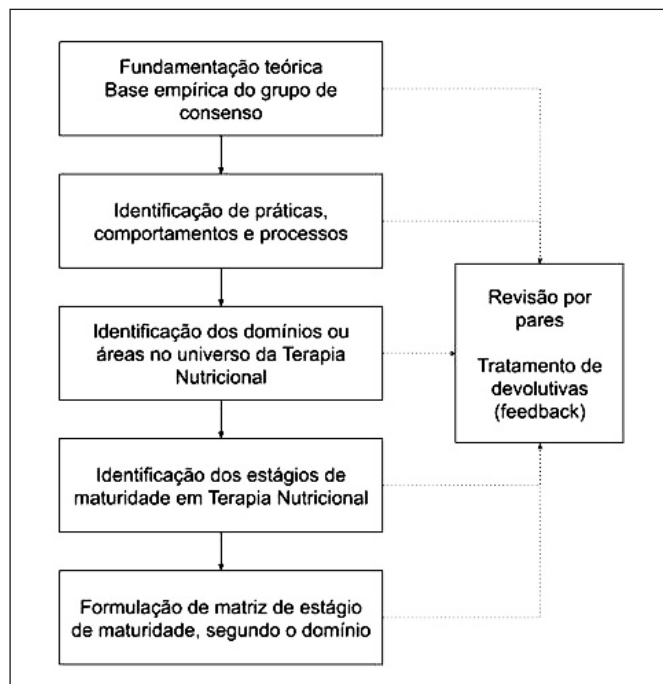 Fundamentação teórica
Base empírica do grupo de
consenso
Identificação de práticas,
comportamentos e processos
Identificação dos domínios ou
áreas no universo da Terapia
Nutricional
Identificação dos estágios de
maturidade em Terapia Nutricional
Formulação de matriz de estágio
de maturidade, segundo o domínio
Revisão por
pares
Tratamento de
devolutivas
(feedback)